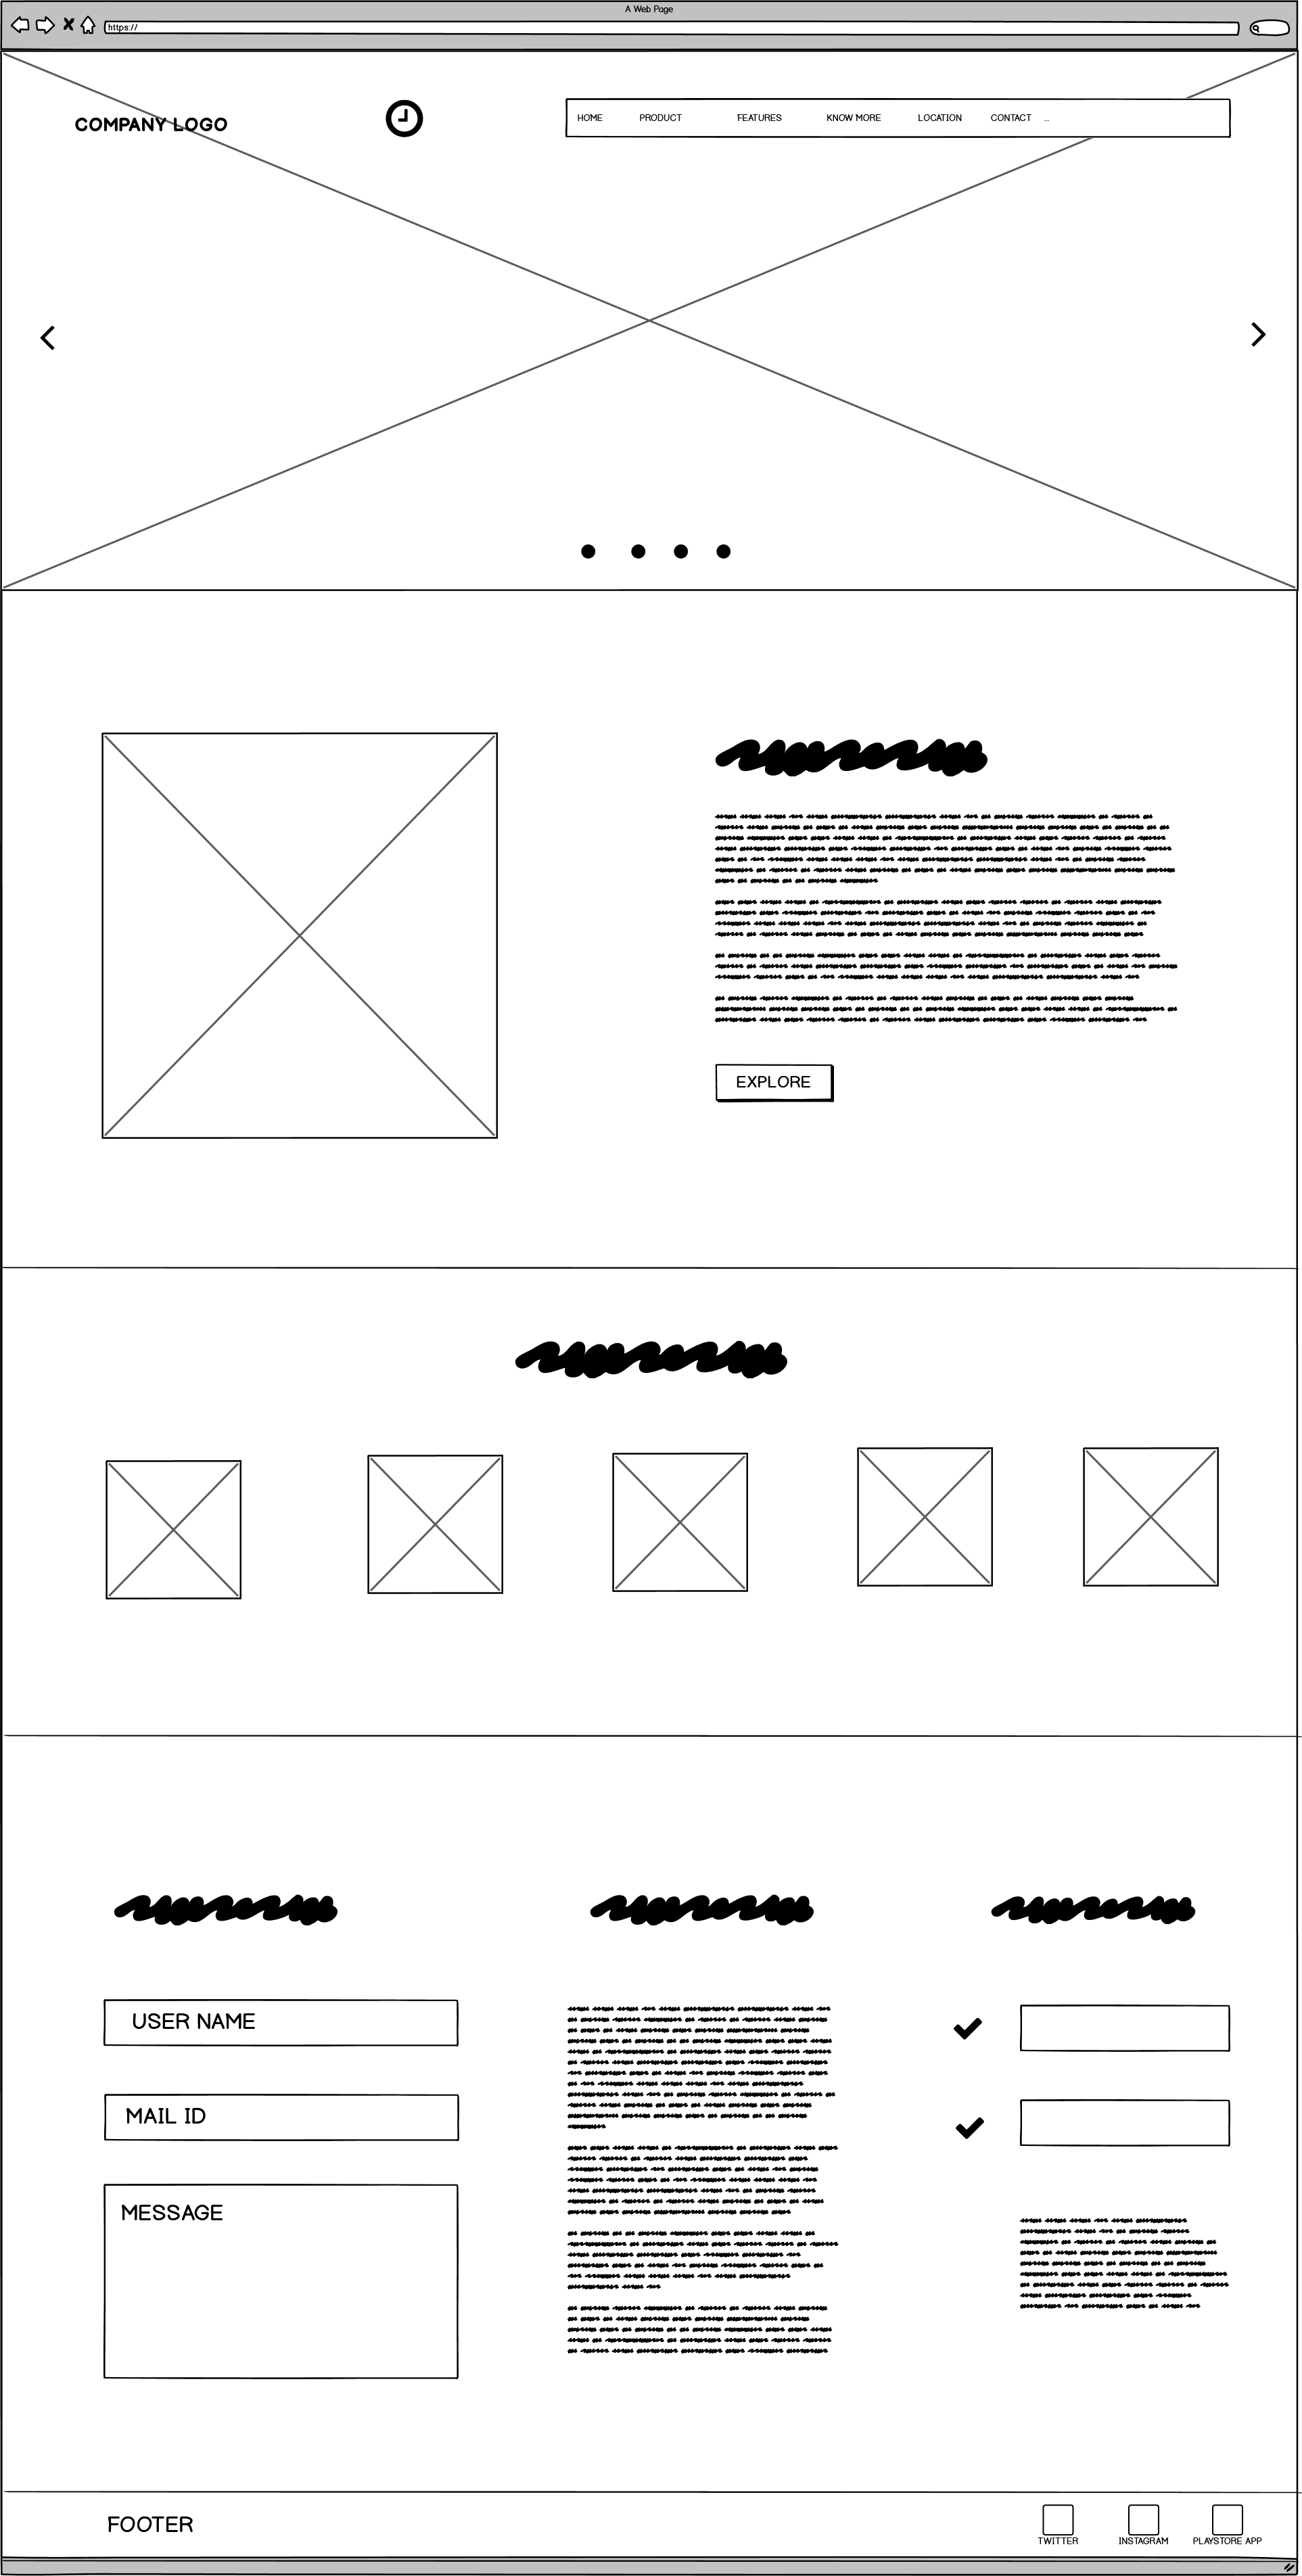 A Web Page
https://
COMPANY LOGO
HOME PRODUCT FEATURES KNOW MORE LOCATION CONTACT ...
EXPLORE
USER NAME
MAIL ID
MESSAGE
FOOTER
TWITTER INSTAGRAM PLAYSTORE APP